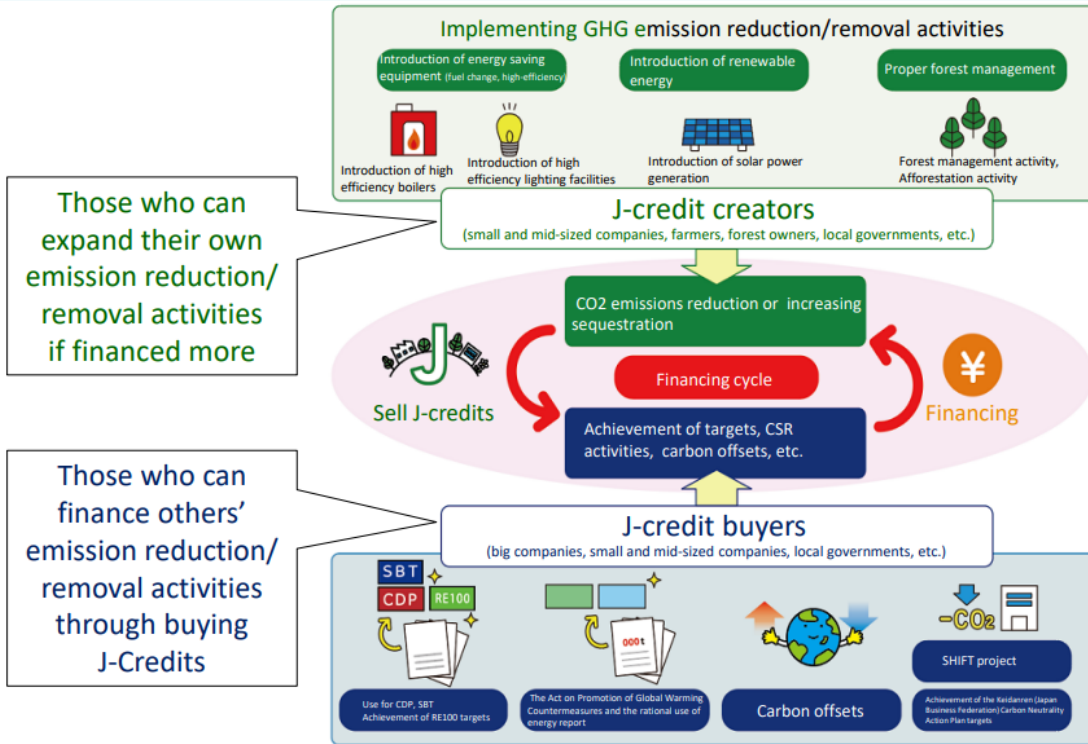 Implementing GHG emission reduction/removal activities
Introduction of energy saving
equipment (fuel change, high-efficiency)
Introduction of renewable
energy
Proper forest management
Introduction of high
efficiency boilers
Introduction of high
efficiency lighting facilities
Introduction of solar power
generation
Forest management activity,
Afforestation activity
Those who can
expand their own
emission reduction/
removal activities
if financed more
J-credit creators
(small and mid-sized companies, farmers, forest owners, local governments, etc.)
CO2 emissions reduction or increasing
sequestration
J
Sell J-credits
Financing cycle
¥
Financing
Achievement of targets, CSR
activities, carbon offsets, etc.
Those who can
finance others’
emission reduction/
removal activities
through buying
J-Credits
J-credit buyers
(big companies, small and mid-sized companies, local governments, etc.)
SBT
CDP
RE100
000t
-CO2
SHIFT project
Use for CDP, SBT
Achievement of RE100 targets
The Act on Promotion of Global Warming
Countermeasures and the rational use of
energy report
Carbon offsets
Achievement of the Keidanren (Japan
Business Federation) Carbon Neutrality
Action Plan targets